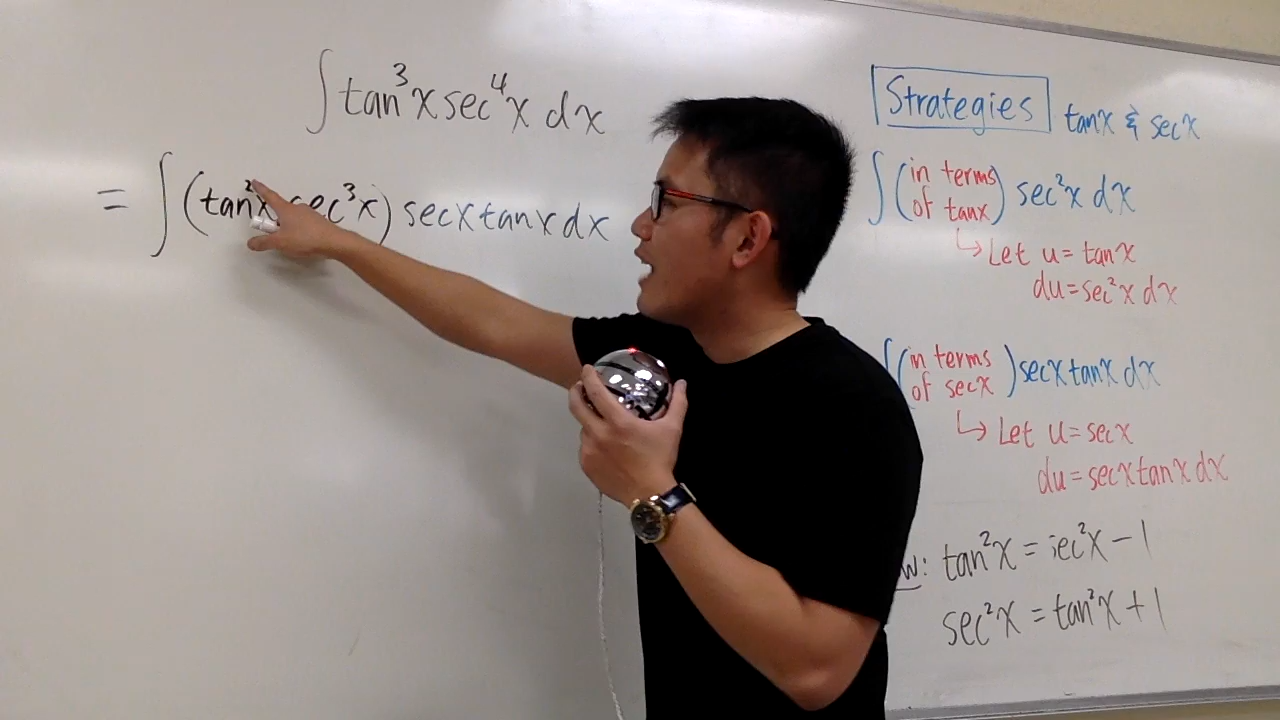 ∫ tan³x sec⁴x dx
= ∫ (tan²x sec³x) secx tanx dx
Strategies tanx & secx
∫ (in terms of tanx) sec²x dx
↳ Let u = tanx
du = sec²x dx
∫ (in terms of secx) secx tanx dx
↳ Let u = secx
du = secx tanx dx
w: tan²x = sec²x − 1
sec²x = tan²x + 1